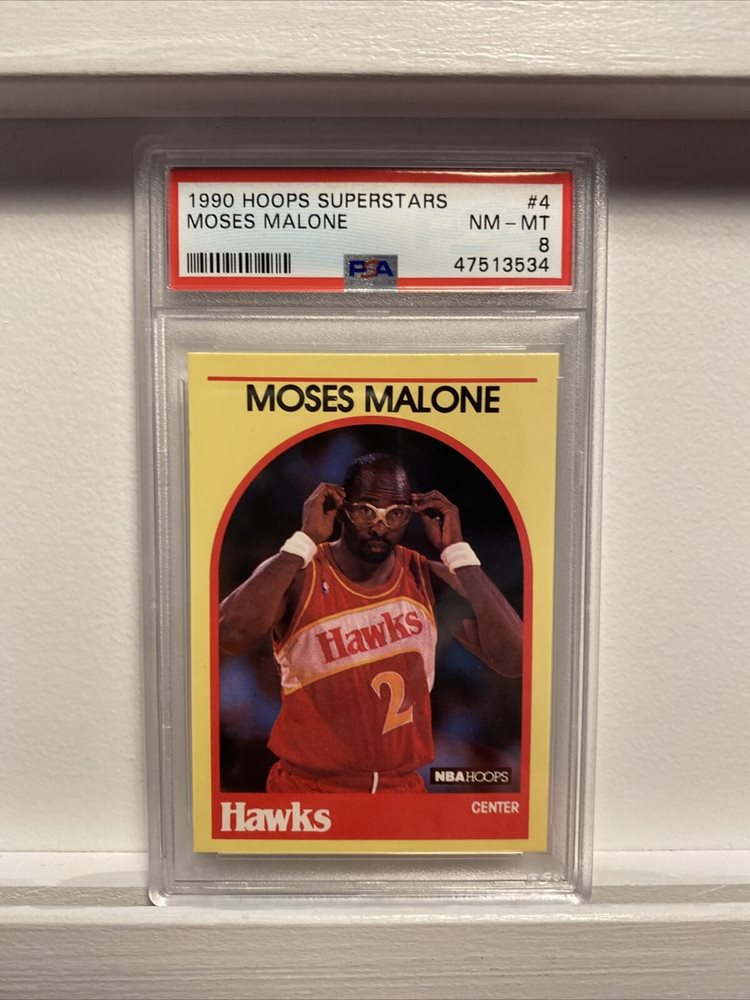 1990 HOOPS SUPERSTARS #4
MOSES MALONE NM - MT
8
PSA 47513534
MOSES MALONE
Hawks
2
NBA HOOPS
Hawks CENTER